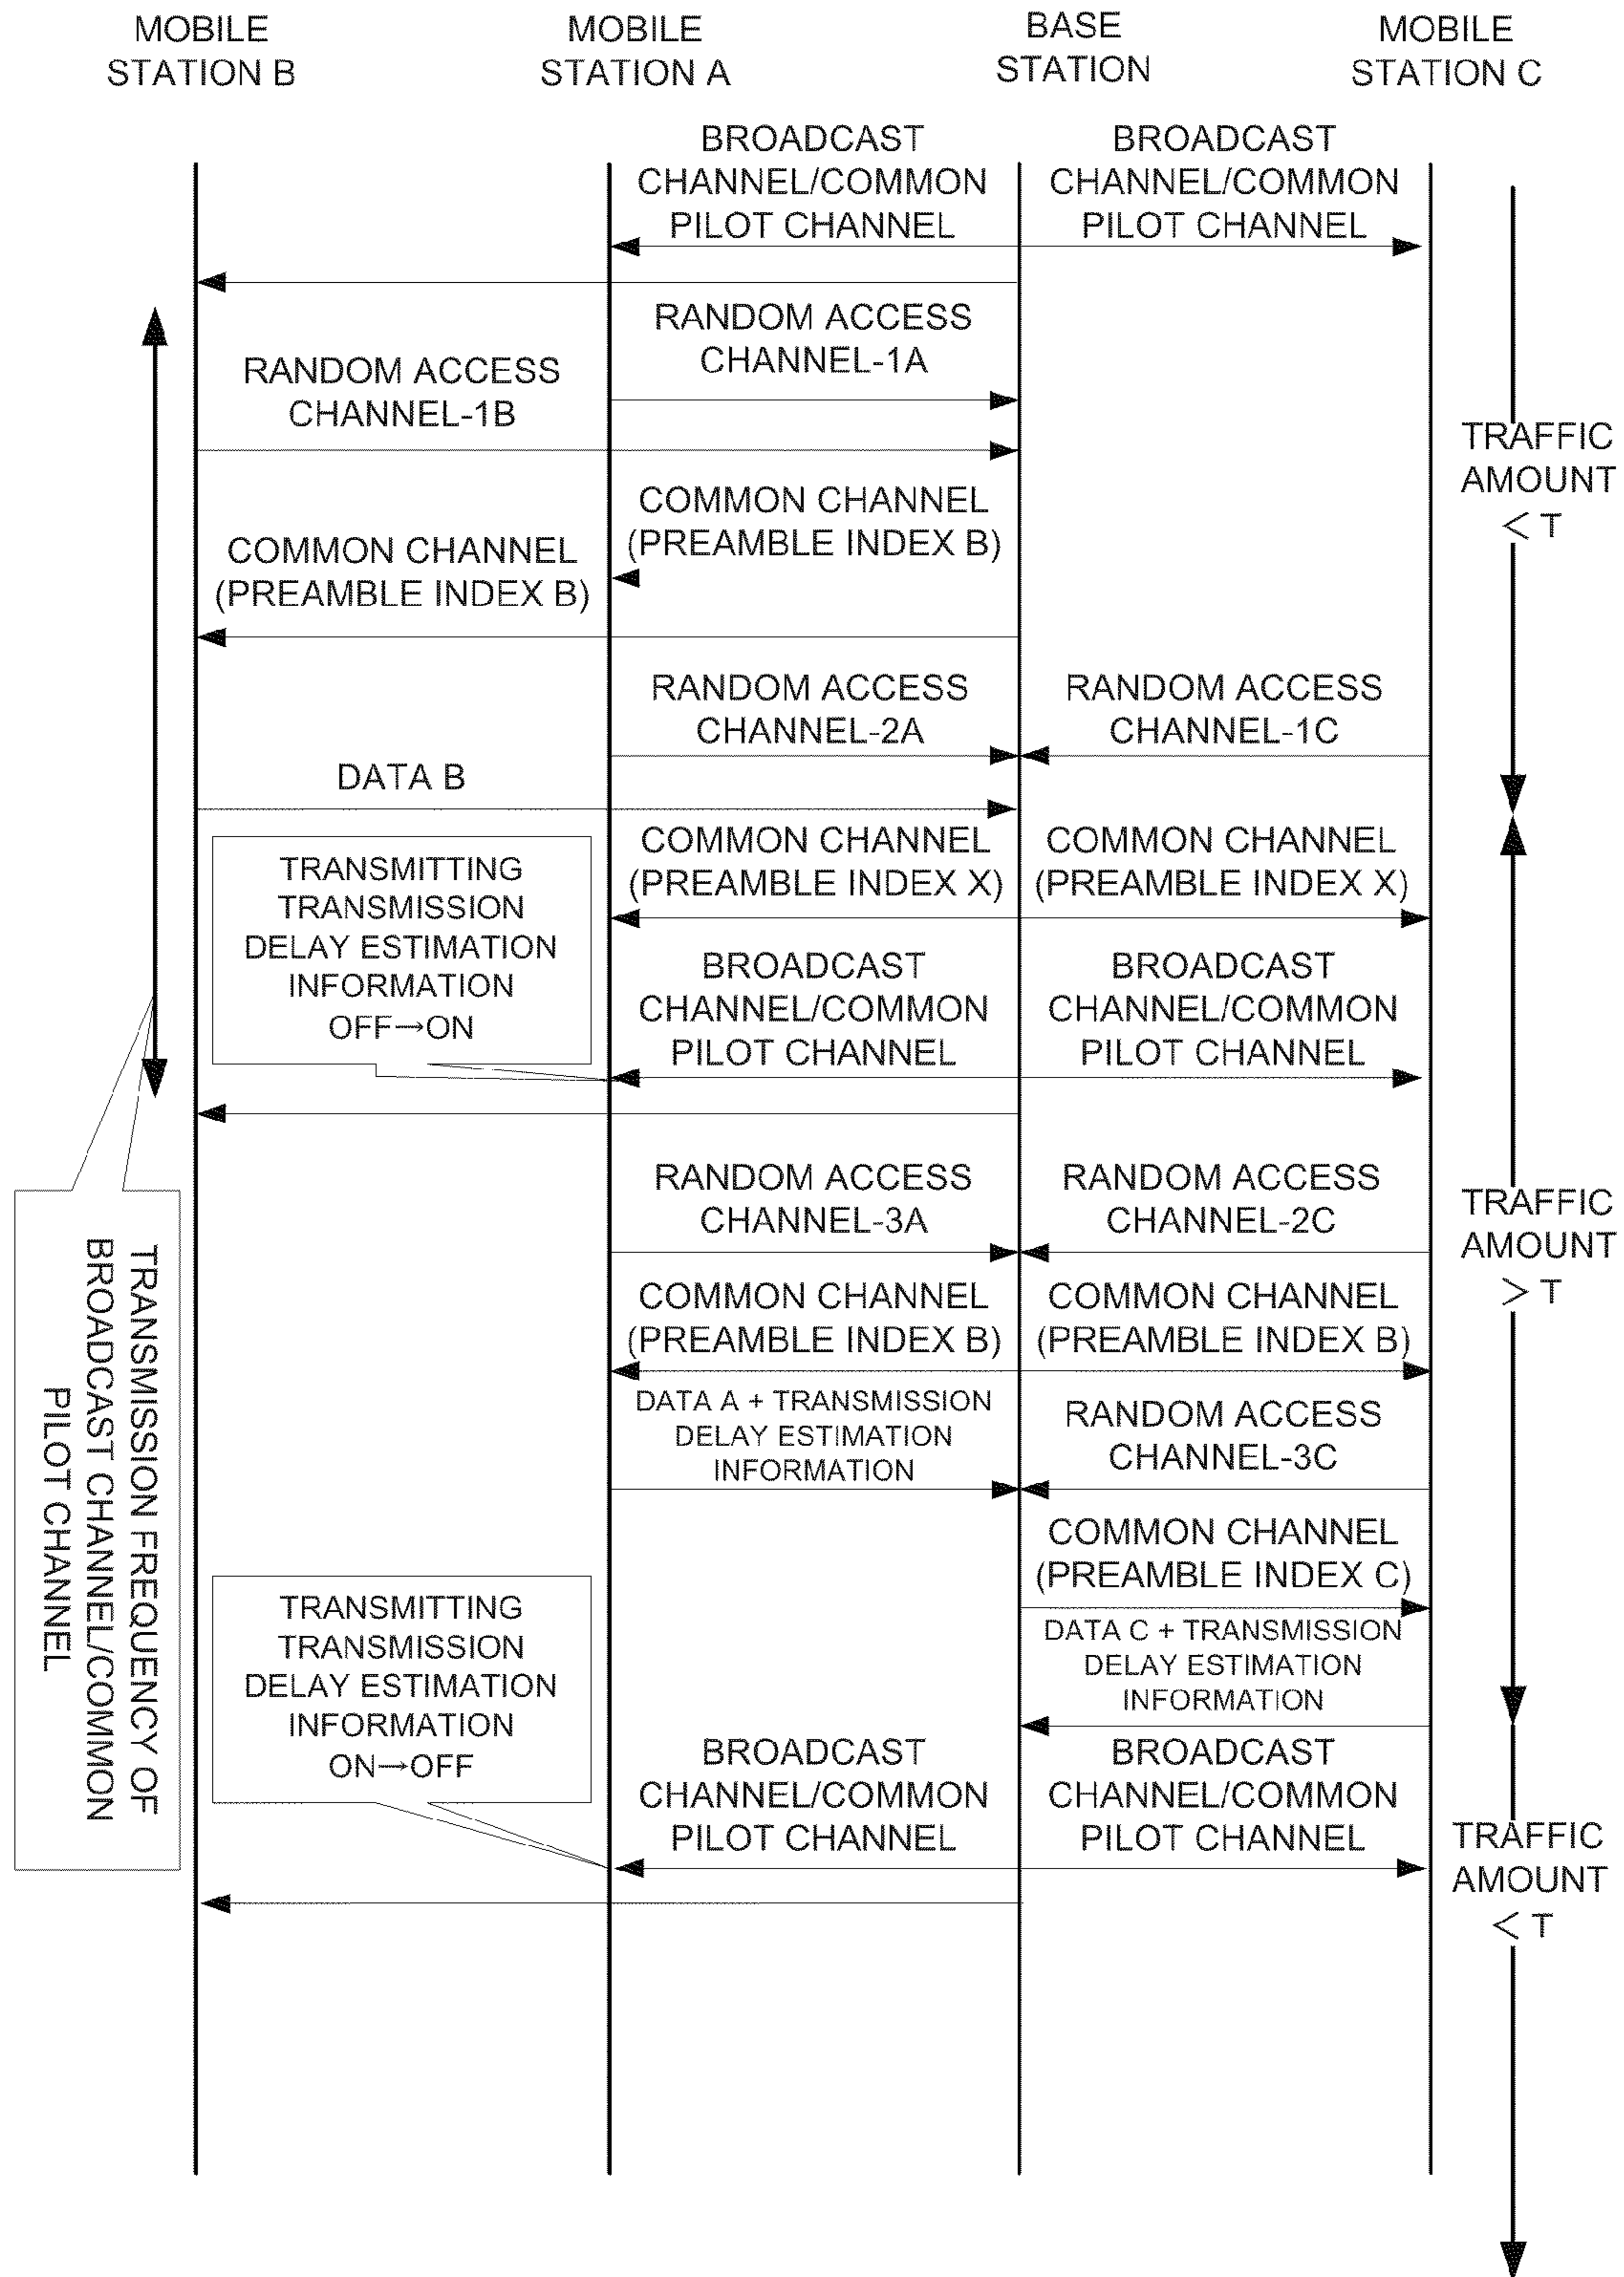 MOBILE
STATION B
MOBILE
STATION A
BASE
STATION
MOBILE
STATION C
BROADCAST
CHANNEL/COMMON
PILOT CHANNEL
BROADCAST
CHANNEL/COMMON
PILOT CHANNEL
RANDOM ACCESS
CHANNEL-1A
RANDOM ACCESS
CHANNEL-1B
TRAFFIC
AMOUNT
< T
COMMON CHANNEL
(PREAMBLE INDEX B)
COMMON CHANNEL
(PREAMBLE INDEX B)
RANDOM ACCESS
CHANNEL-2A
RANDOM ACCESS
CHANNEL-1C
DATA B
COMMON CHANNEL
(PREAMBLE INDEX X)
COMMON CHANNEL
(PREAMBLE INDEX X)
TRANSMITTING
TRANSMISSION
DELAY ESTIMATION
INFORMATION
OFF→ON
BROADCAST
CHANNEL/COMMON
PILOT CHANNEL
BROADCAST
CHANNEL/COMMON
PILOT CHANNEL
RANDOM ACCESS
CHANNEL-3A
RANDOM ACCESS
CHANNEL-2C
TRAFFIC
AMOUNT
> T
TRANSMISSION FREQUENCY OF
BROADCAST CHANNEL/COMMON
PILOT CHANNEL
COMMON CHANNEL
(PREAMBLE INDEX B)
COMMON CHANNEL
(PREAMBLE INDEX B)
DATA A + TRANSMISSION
DELAY ESTIMATION
INFORMATION
RANDOM ACCESS
CHANNEL-3C
COMMON CHANNEL
(PREAMBLE INDEX C)
TRANSMITTING
TRANSMISSION
DELAY ESTIMATION
INFORMATION
ON→OFF
DATA C + TRANSMISSION
DELAY ESTIMATION
INFORMATION
BROADCAST
CHANNEL/COMMON
PILOT CHANNEL
BROADCAST
CHANNEL/COMMON
PILOT CHANNEL
TRAFFIC
AMOUNT
< T